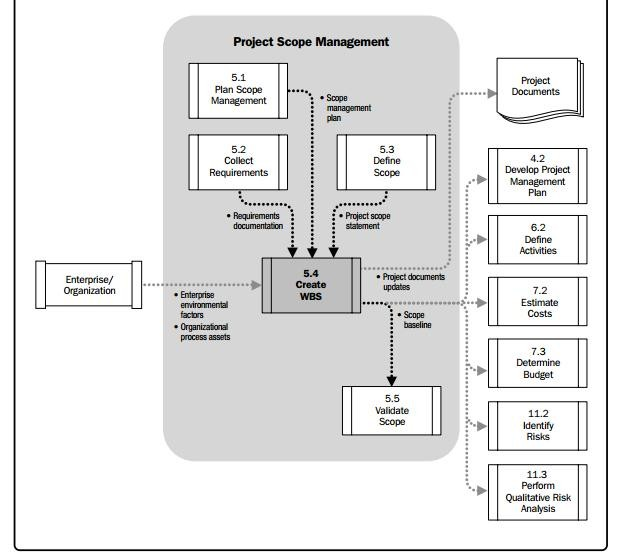 Project Scope Management
5.1
Plan Scope
Management
• Scope
management
plan
Project
Documents
5.2
Collect
Requirements
5.3
Define
Scope
4.2
Develop Project
Management
Plan
• Requirements
documentation
• Project scope
statement
6.2
Define
Activities
Enterprise/
Organization
5.4
Create
WBS
• Project documents
updates
• Enterprise
environmental
factors
• Organizational
process assets
7.2
Estimate
Costs
• Scope
baseline
7.3
Determine
Budget
5.5
Validate
Scope
11.2
Identify
Risks
11.3
Perform
Qualitative Risk
Analysis